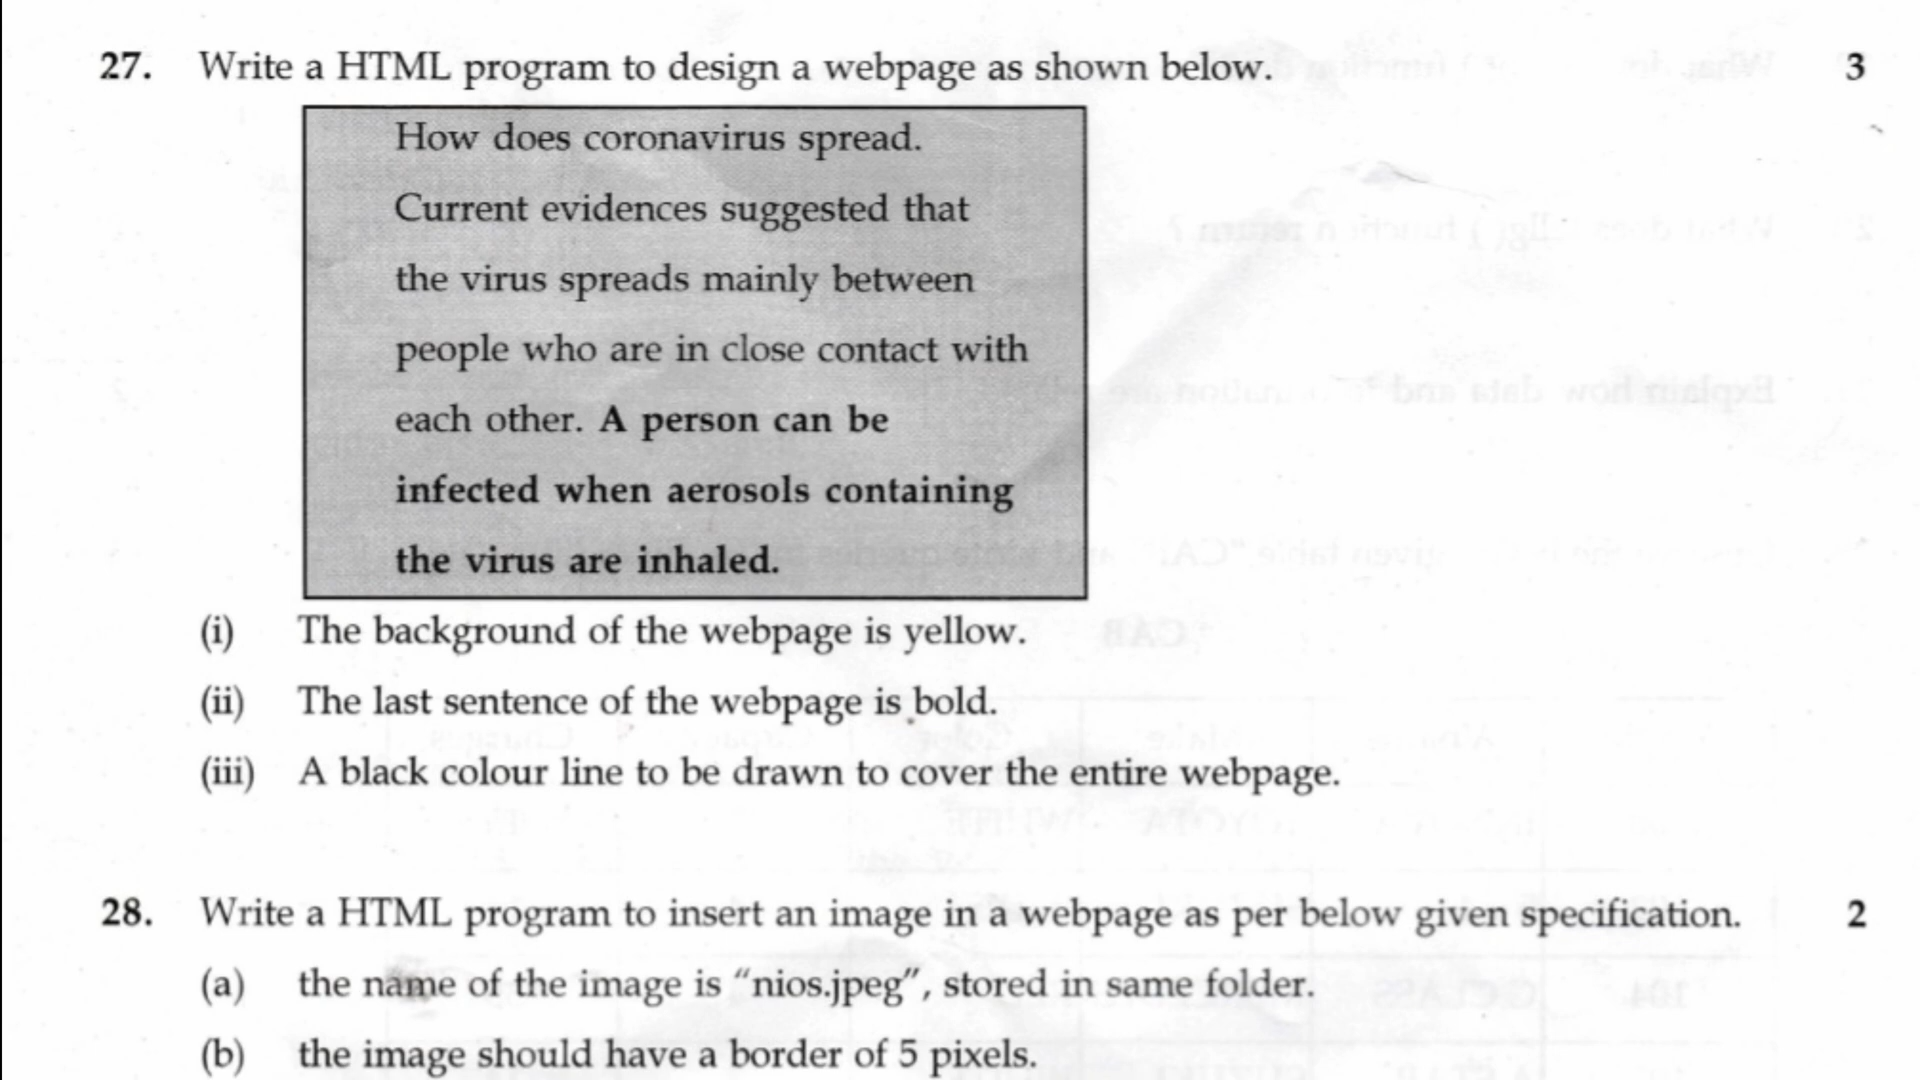 27. Write a HTML program to design a webpage as shown below. 3
How does coronavirus spread.
Current evidences suggested that
the virus spreads mainly between
people who are in close contact with
each other. A person can be
infected when aerosols containing
the virus are inhaled.
(i) The background of the webpage is yellow.
(ii) The last sentence of the webpage is bold.
(iii) A black colour line to be drawn to cover the entire webpage.
28. Write a HTML program to insert an image in a webpage as per below given specification. 2
(a) the name of the image is “nios.jpeg”, stored in same folder.
(b) the image should have a border of 5 pixels.